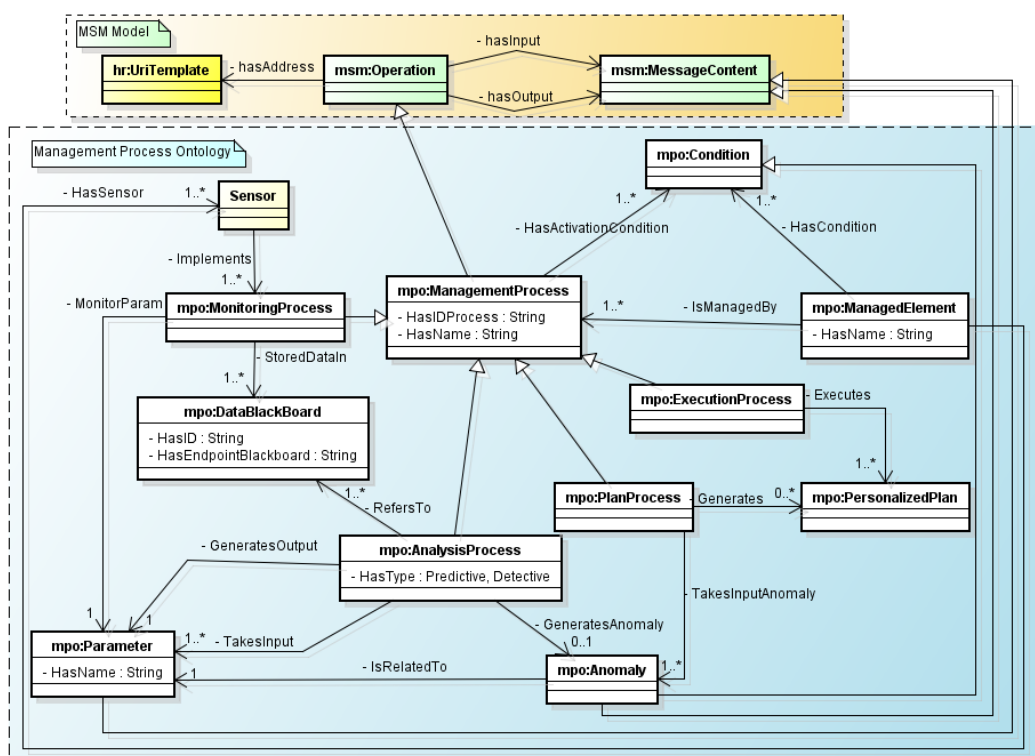 MSM Model
hr:UriTemplate
- hasAddress
msm:Operation
- hasInput
- hasOutput
msm:MessageContent
Management Process Ontology
- HasSensor
1..*
Sensor
- Implements
1..*
mpo:Condition
1..*
1..*
- HasActivationCondition
- HasCondition
- MonitorParam
mpo:MonitoringProcess
mpo:ManagementProcess
- HasIDProcess : String
- HasName : String
1..*
- IsManagedBy
mpo:ManagedElement
- HasName : String
- StoredDataIn
1..*
mpo:DataBlackBoard
- HasID : String
- HasEndpointBlackboard : String
mpo:ExecutionProcess
- Executes
1..*
1..*
- RefersTo
mpo:PlanProcess
- Generates
0..*
mpo:PersonalizedPlan
- GeneratesOutput
mpo:AnalysisProcess
- HasType : Predictive, Detective
- TakesInputAnomaly
1
1
1..*
- TakesInput
- GeneratesAnomaly
0..1
mpo:Parameter
- HasName : String
1
- IsRelatedTo
mpo:Anomaly
1..*